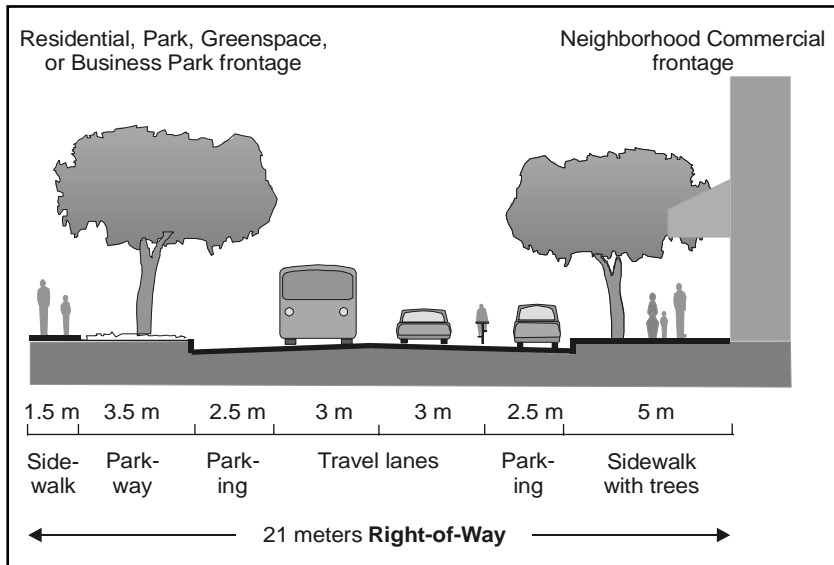 Residential, Park, Greenspace,
or Business Park frontage
Neighborhood Commercial
frontage
1.5 m 3.5 m 2.5 m 3 m 3 m 2.5 m 5 m
Side-
walk
Park-
way
Park-
ing
Travel lanes
Park-
ing
Sidewalk
with trees
21 meters Right-of-Way